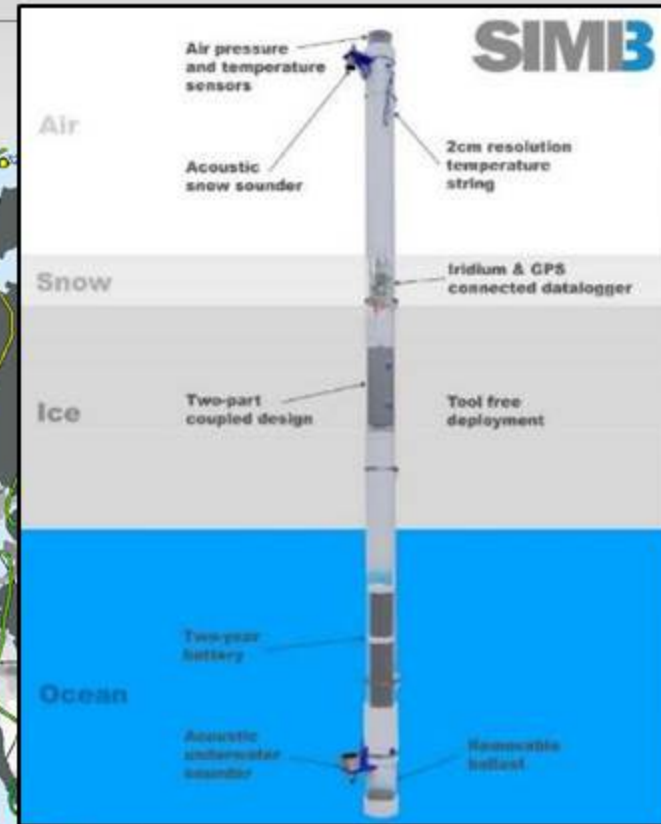 SIMB3
Air pressure
and temperature
sensors
Air
Acoustic
snow sounder
2cm resolution
temperature
string
Snow
Iridium & GPS
connected datalogger
Ice
Two-part
coupled design
Tool free
deployment
Two-year
battery
Ocean
Acoustic
underwater
sounder
Removable
ballast